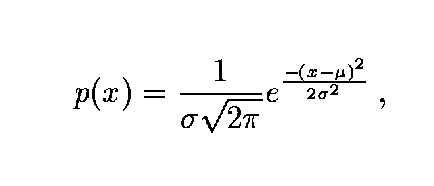 p(x) = \frac{1}{\sigma\sqrt{2\pi}} e^{\frac{-(x-\mu)^2}{2\sigma^2}} ,